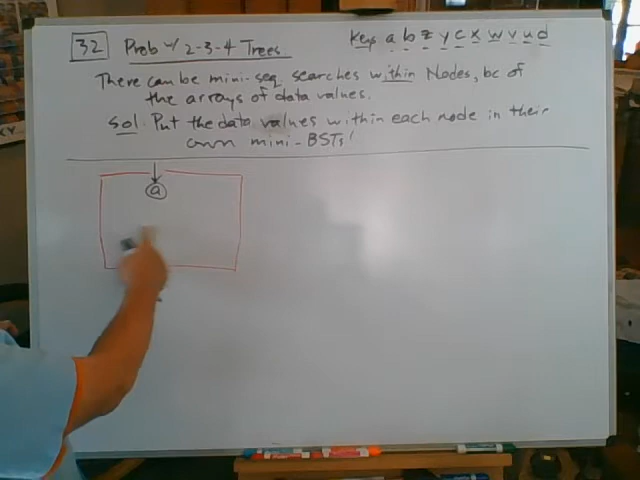 32 Prob w/ 2-3-4 Trees
Keys a b z y c x w v u d
There can be mini-seq searches within Nodes, bc of
the arrays of data values.
Sol. Put the data values within each node in their
own mini-BSTs!
a